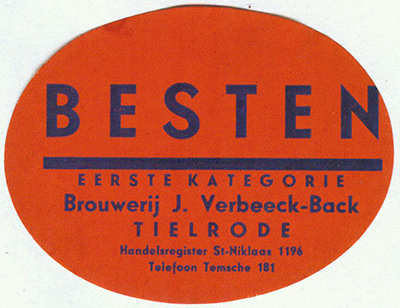 BESTEN
EERSTE KATEGORIE
Brouwerij J. Verbeeck-Back
TIELRODE
Handelsregister St-Niklaas 1196
Telefoon Temsche 181